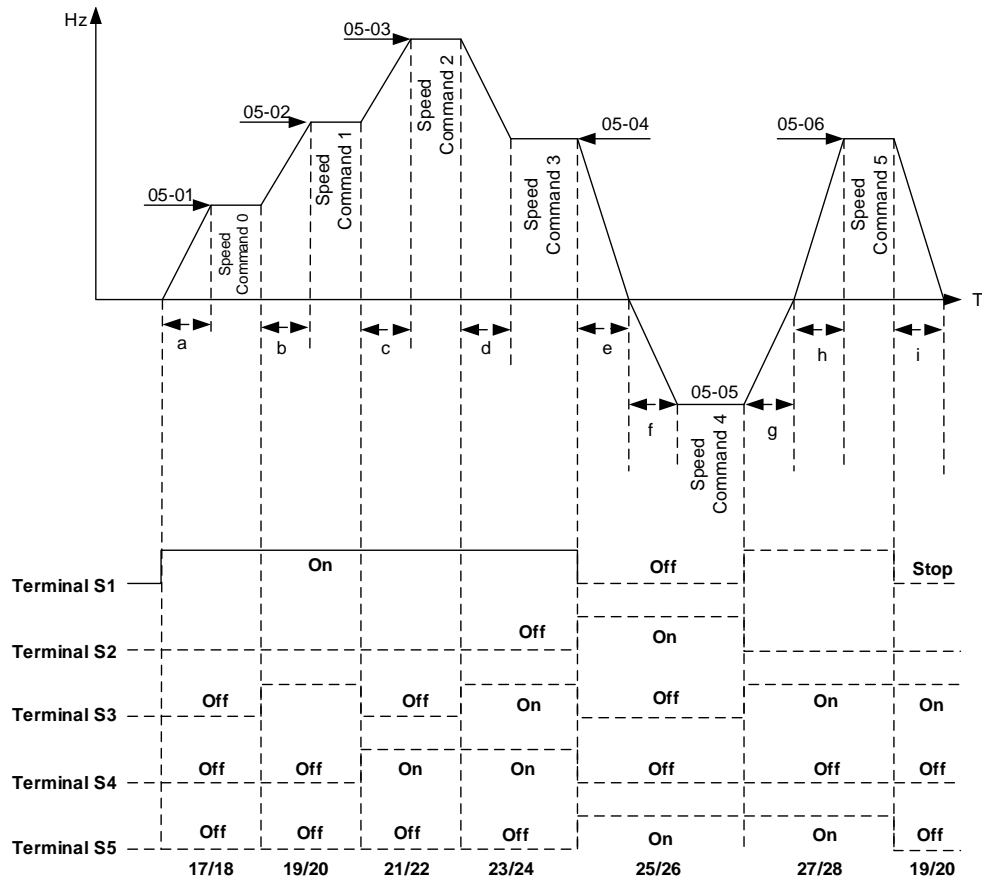 Hz
05-03
05-02
05-01
05-04
05-06
Speed
Command 0
Speed
Command 1
Speed
Command 2
Speed
Command 3
Speed
Command 5
T
a
b
c
d
e
h
i
05-05
f
g
Speed
Command 4
Terminal S1
On
Off
Stop
Terminal S2
Off
On
Terminal S3
Off
Off
On
Off
On
On
Terminal S4
Off
Off
On
On
Off
Off
Off
Terminal S5
Off
Off
Off
Off
On
On
Off
17/18
19/20
21/22
23/24
25/26
27/28
19/20